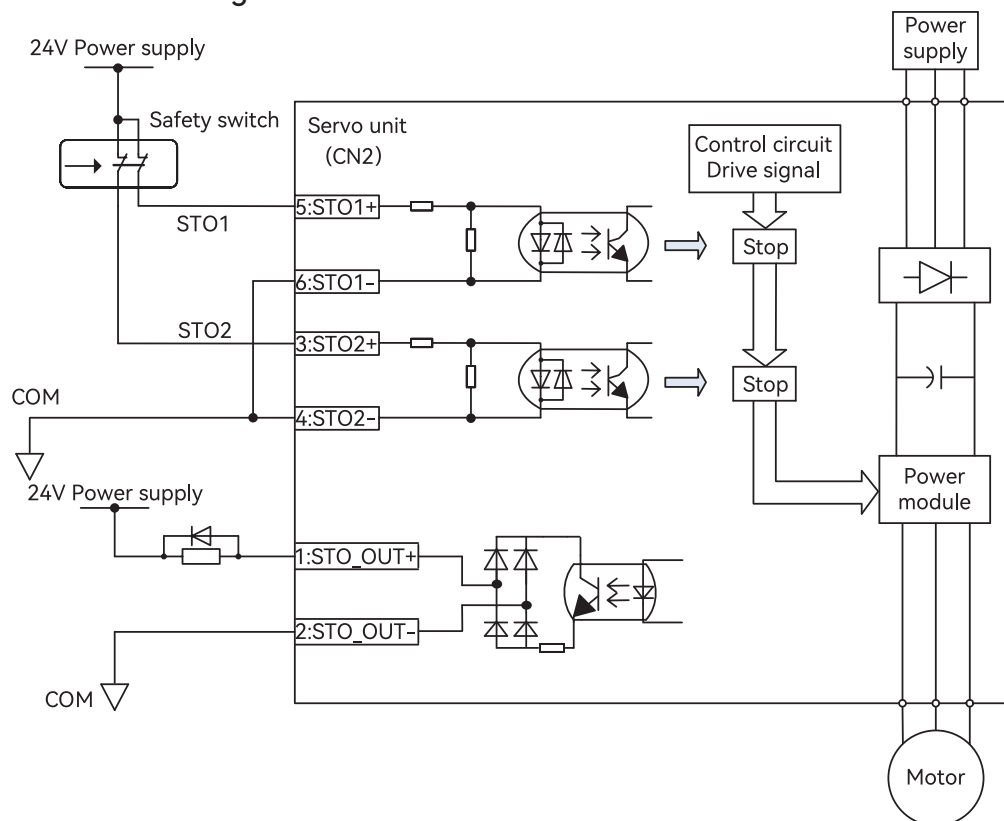 Power
supply
24V Power supply
Safety switch
Servo unit
(CN2)
Control circuit
Drive signal
5:STO1+
STO1
Stop
6:STO1-
STO2
3:STO2+
Stop
COM
4:STO2-
24V Power supply
Power
module
1:STO_OUT+
2:STO_OUT-
COM
Motor